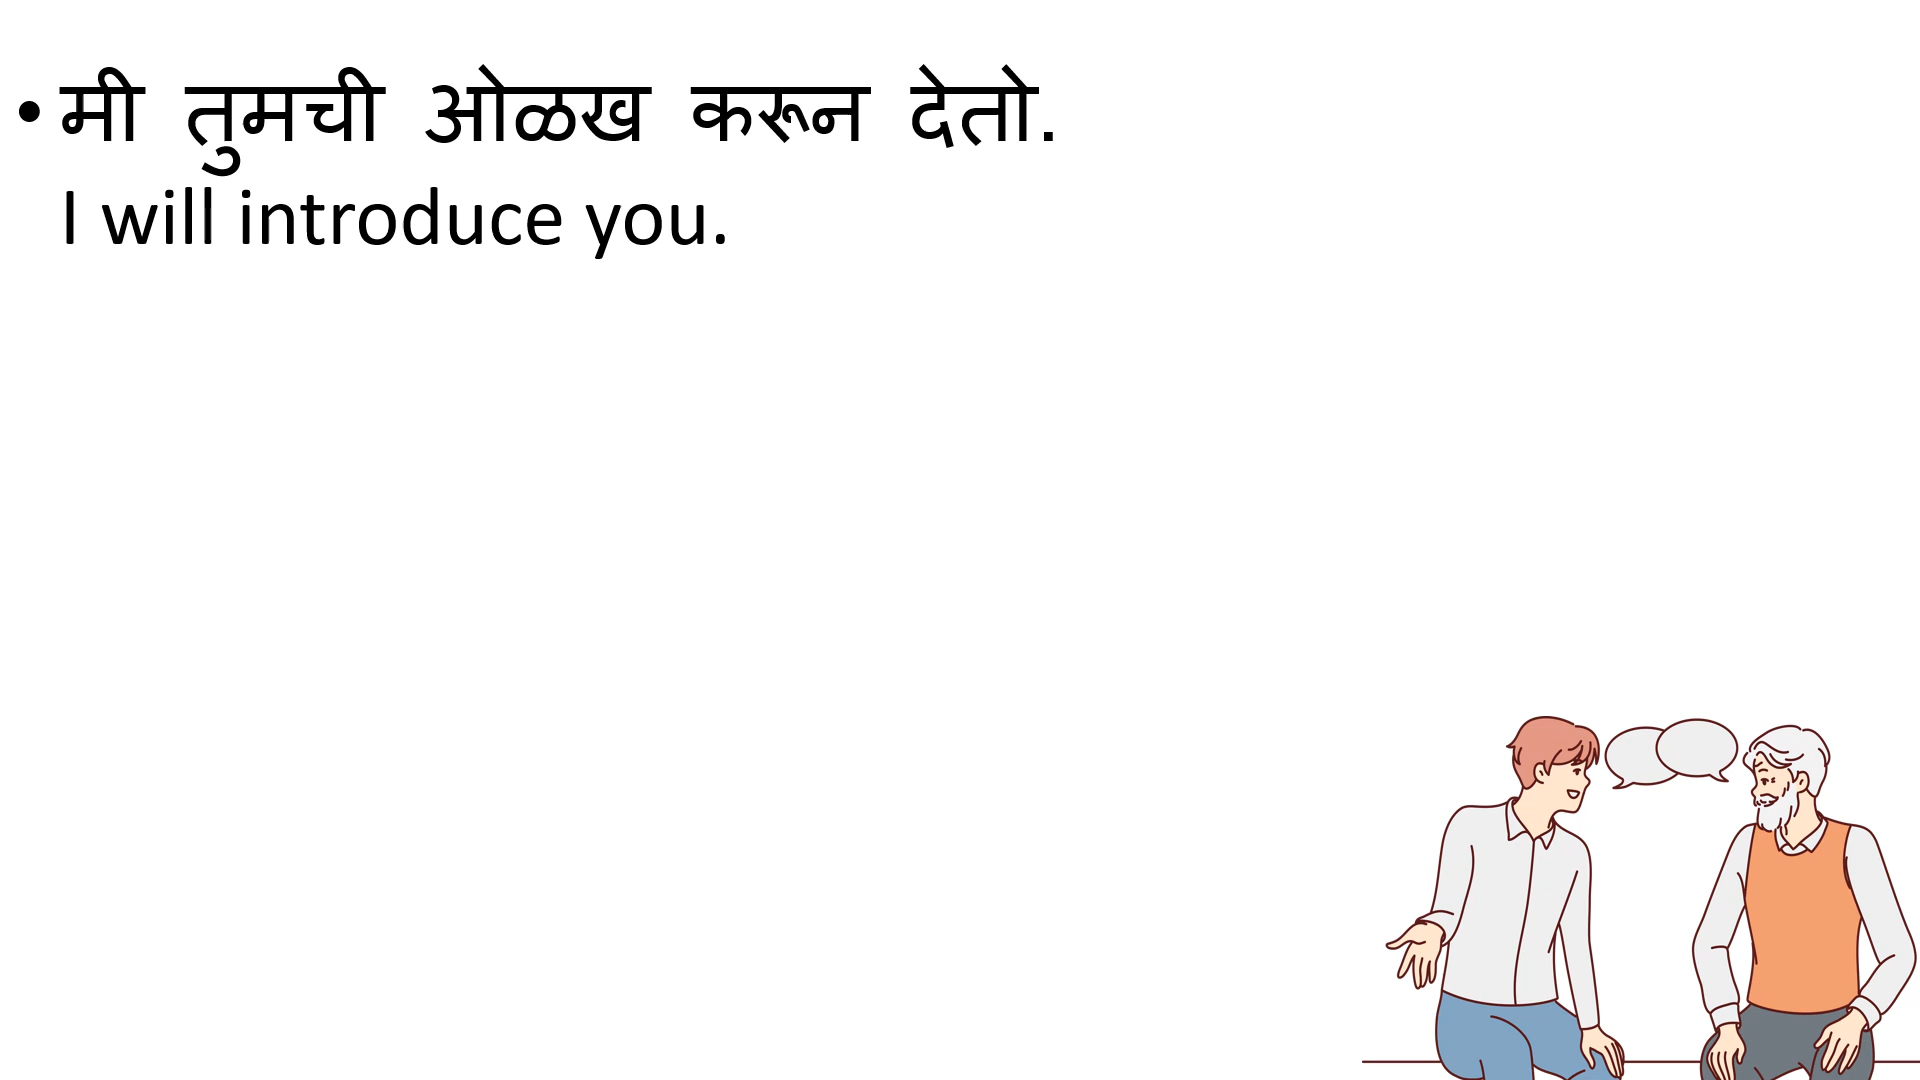 • मी तुमची ओळख करून देतो.
I will introduce you.